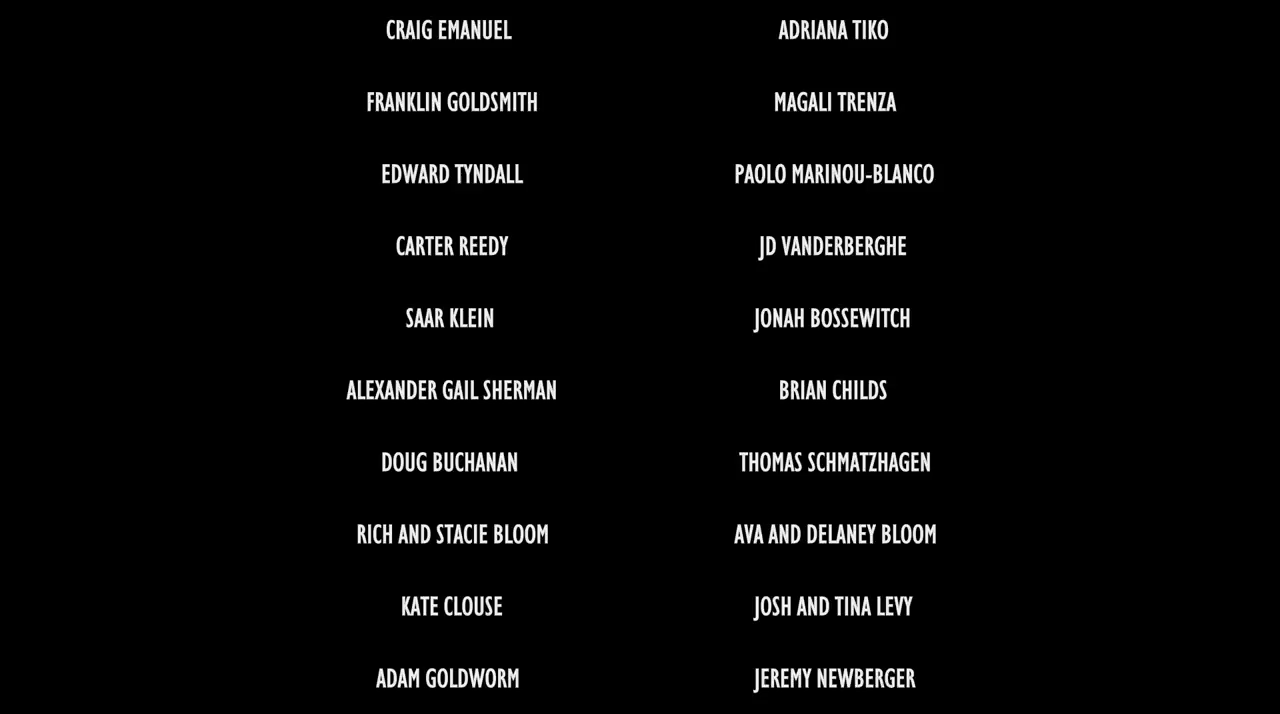 CRAIG EMANUEL ADRIANA TIKO
FRANKLIN GOLDSMITH MAGALI TRENZA
EDWARD TYNDALL PAOLO MARINOU-BLANCO
CARTER REEDY JD VANDERBERGHE
SAAR KLEIN JONAH BOSSEWITCH
ALEXANDER GAIL SHERMAN BRIAN CHILDS
DOUG BUCHANAN THOMAS SCHMATZHAGEN
RICH AND STACIE BLOOM AVA AND DELANEY BLOOM
KATE CLOUSE JOSH AND TINA LEVY
ADAM GOLDWORM JEREMY NEWBERGER